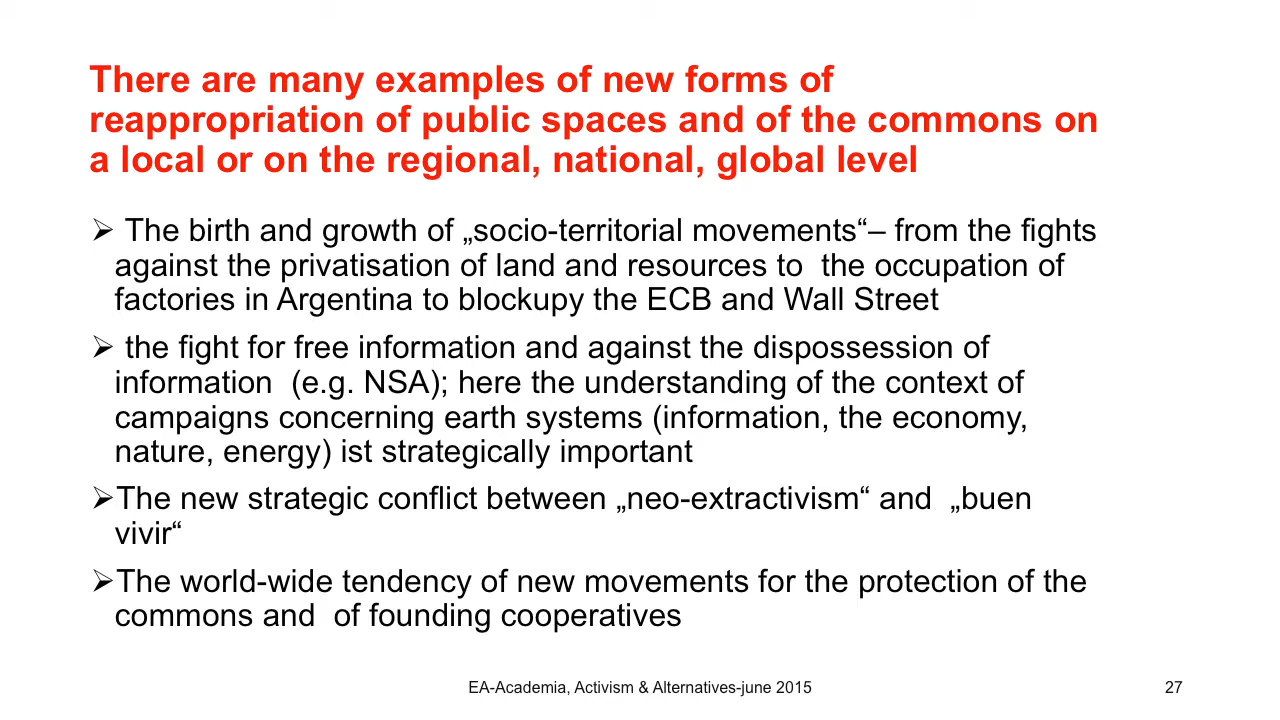 There are many examples of new forms of
reappropriation of public spaces and of the commons on
a local or on the regional, national, global level
➢ The birth and growth of „socio-territorial movements“– from the fights
against the privatisation of land and resources to  the occupation of
factories in Argentina to blockupy the ECB and Wall Street
➢ the fight for free information and against the dispossession of
information  (e.g. NSA); here the understanding of the context of
campaigns concerning earth systems (information, the economy,
nature, energy) ist strategically important
➢The new strategic conflict between „neo-extractivism“ and  „buen
vivir“
➢The world-wide tendency of new movements for the protection of the
commons and  of founding cooperatives
EA-Academia, Activism & Alternatives-june 2015
27